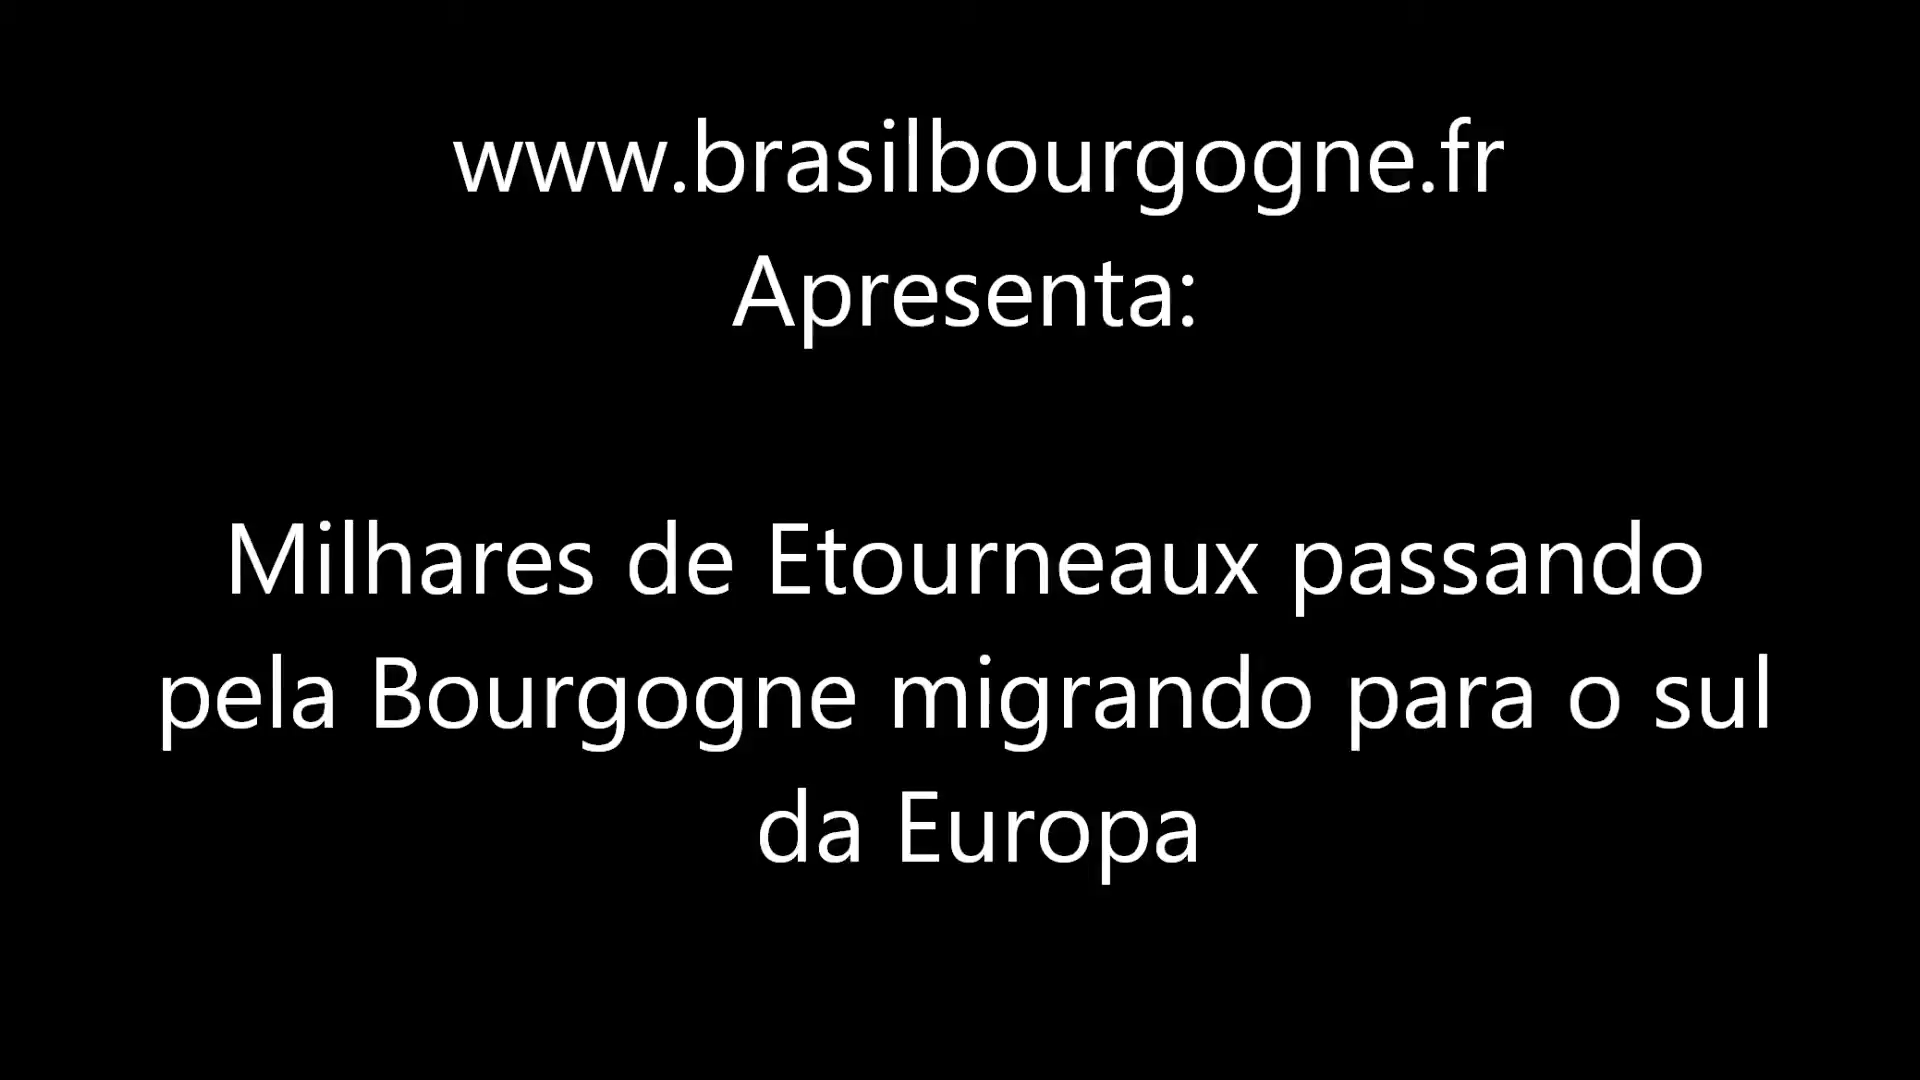 www.brasilbourgogne.fr
Apresenta:
Milhares de Etourneaux passando
pela Bourgogne migrando para o sul
da Europa